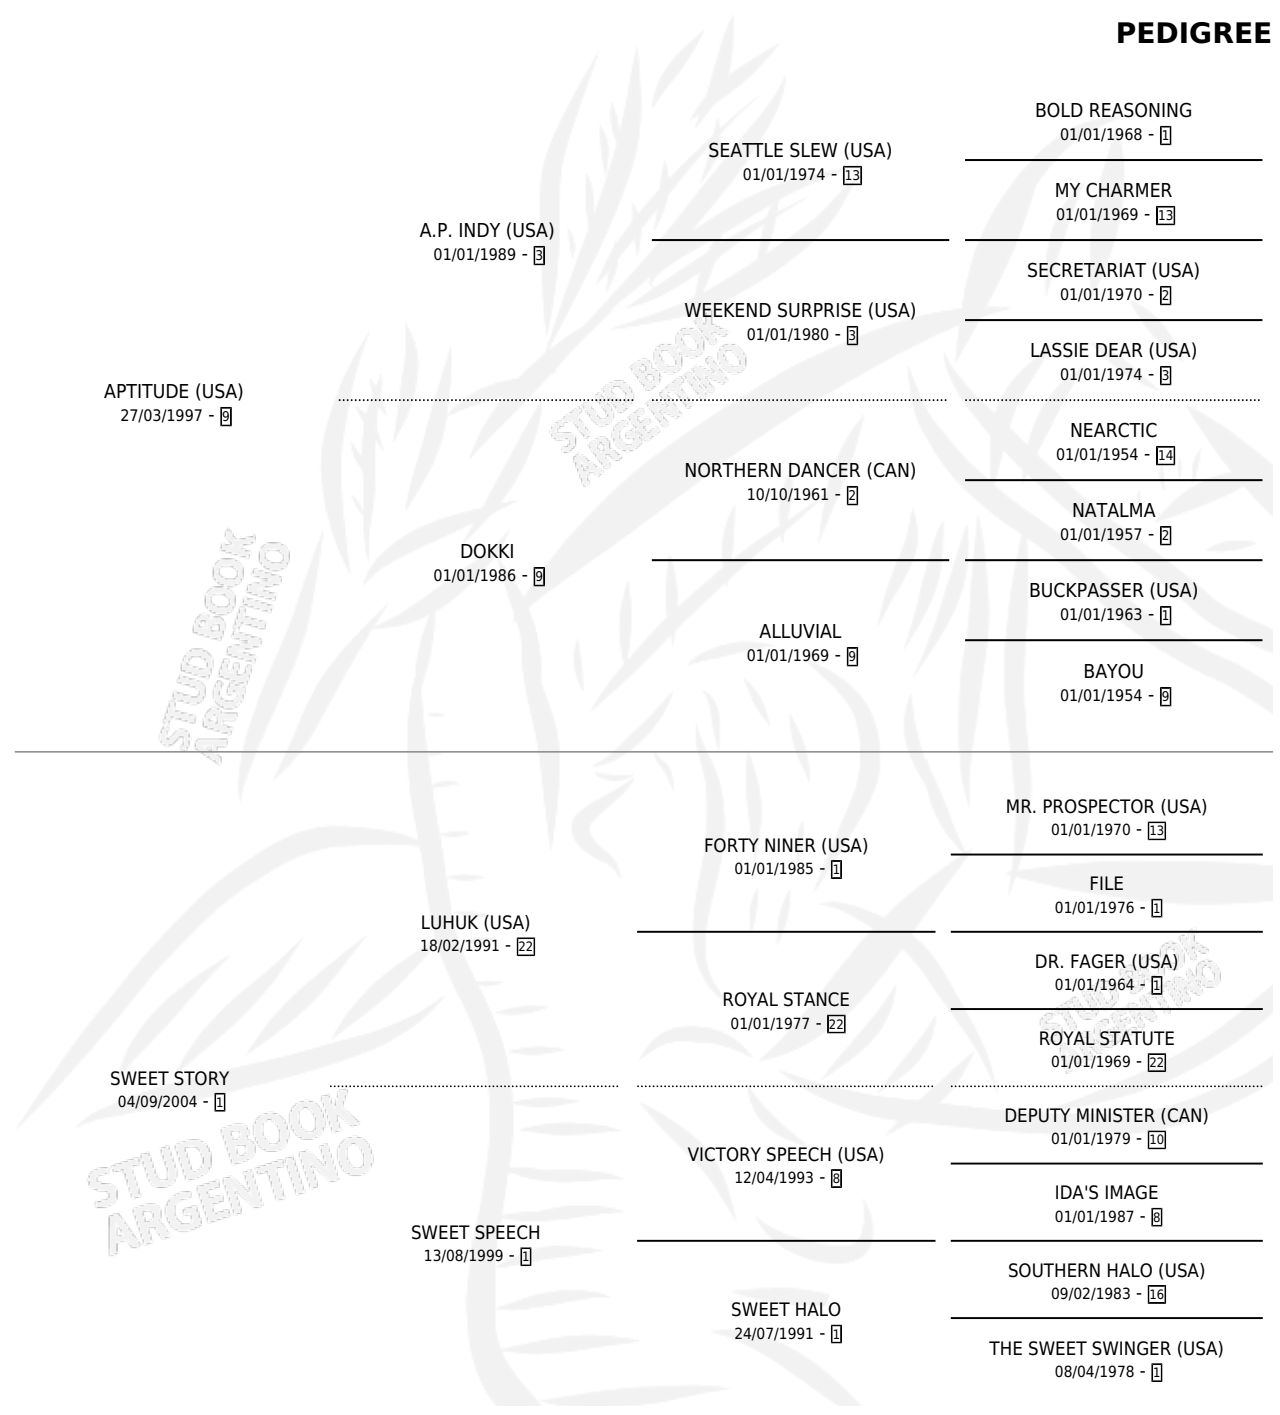 PEDIGREE
BOLD REASONING
01/01/1968 - 1
SEATTLE SLEW (USA)
01/01/1974 - 13
MY CHARMER
01/01/1969 - 13
A.P. INDY (USA)
01/01/1989 - 3
SECRETARIAT (USA)
01/01/1970 - 2
WEEKEND SURPRISE (USA)
01/01/1980 - 3
LASSIE DEAR (USA)
01/01/1974 - 3
APTITUDE (USA)
27/03/1997 - 9
NEARCTIC
01/01/1954 - 14
NORTHERN DANCER (CAN)
10/10/1961 - 2
NATALMA
01/01/1957 - 2
DOKKI
01/01/1986 - 9
BUCKPASSER (USA)
01/01/1963 - 1
ALLUVIAL
01/01/1969 - 9
BAYOU
01/01/1954 - 9
MR. PROSPECTOR (USA)
01/01/1970 - 13
FORTY NINER (USA)
01/01/1985 - 1
FILE
01/01/1976 - 1
LUHUK (USA)
18/02/1991 - 22
DR. FAGER (USA)
01/01/1964 - 1
ROYAL STANCE
01/01/1977 - 22
ROYAL STATUTE
01/01/1969 - 22
SWEET STORY
04/09/2004 - 1
DEPUTY MINISTER (CAN)
01/01/1979 - 10
VICTORY SPEECH (USA)
12/04/1993 - 8
IDA'S IMAGE
01/01/1987 - 8
SWEET SPEECH
13/08/1999 - 1
SOUTHERN HALO (USA)
09/02/1983 - 16
SWEET HALO
24/07/1991 - 1
THE SWEET SWINGER (USA)
08/04/1978 - 1
STUD BOOK
ARGENTINO
STUD BOOK
ARGENTINO
STUD BOOK
ARGENTINO
STUD BOOK
ARGENTINO